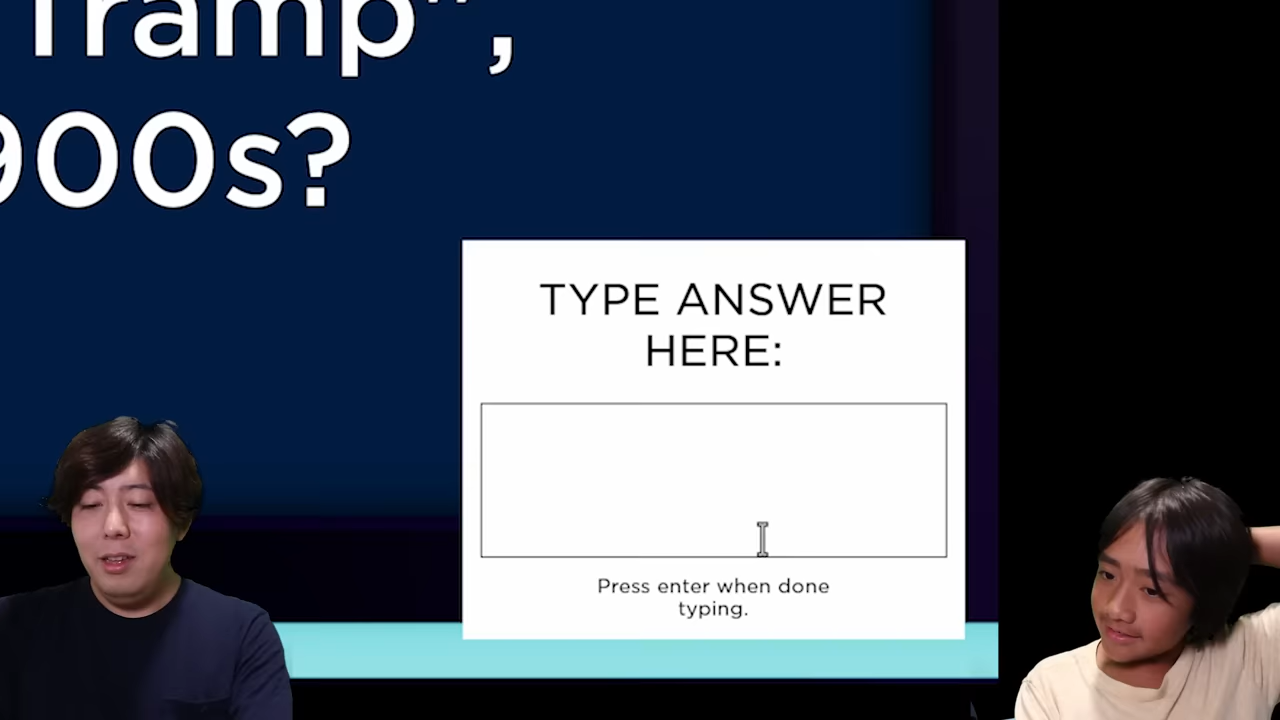 Tramp",
900s?
TYPE ANSWER
HERE:
Press enter when done
typing.